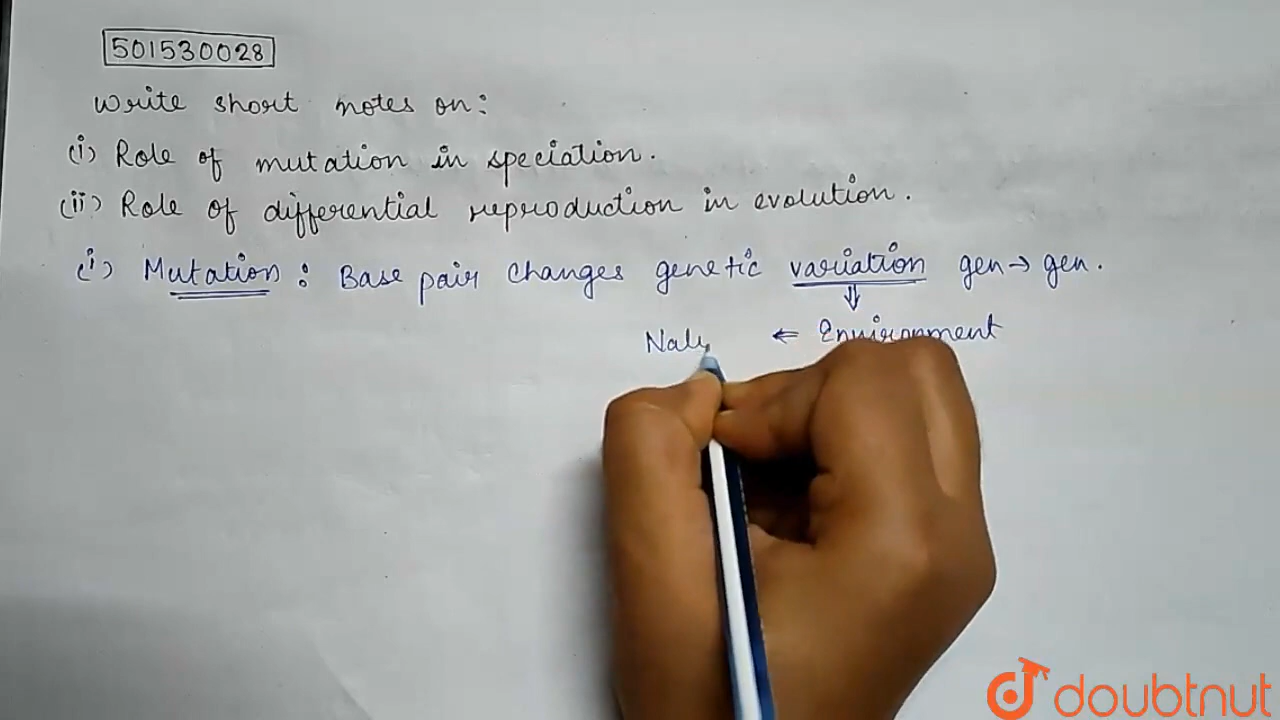 501530028
Write short notes on:
(i) Role of mutation in speciation.
(ii) Role of differential reproduction in evolution.
(i) Mutation : Base pair changes genetic variation gen → gen.
⇓
⇐ Environment
doubtnut